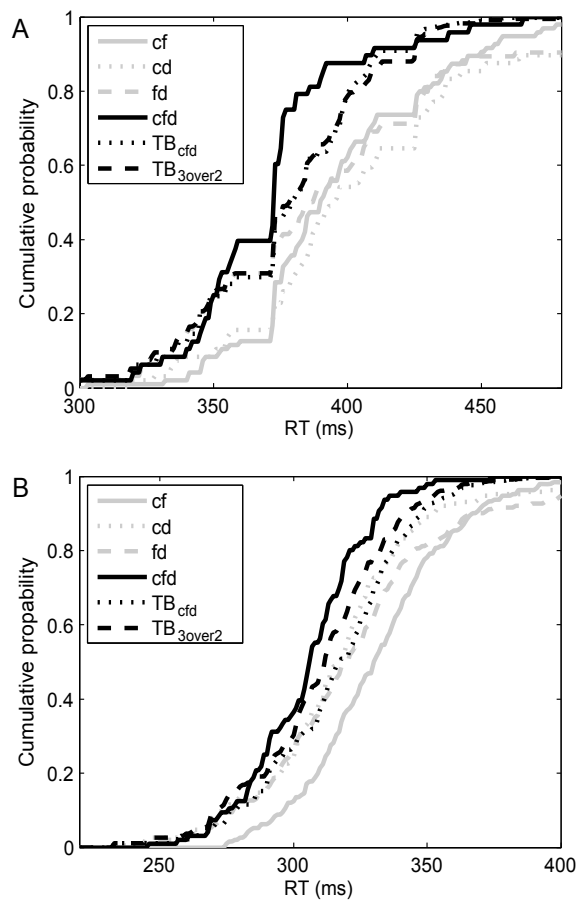 A
1
0.8
0.6
0.4
0.2
0
Cumulative probability
cf
cd
fd
cfd
TBcfd
TB3over2
300
350
400
450
RT (ms)
B
1
0.8
0.6
0.4
0.2
0
Cumulative propability
cf
cd
fd
cfd
TBcfd
TB3over2
250
300
350
400
RT (ms)